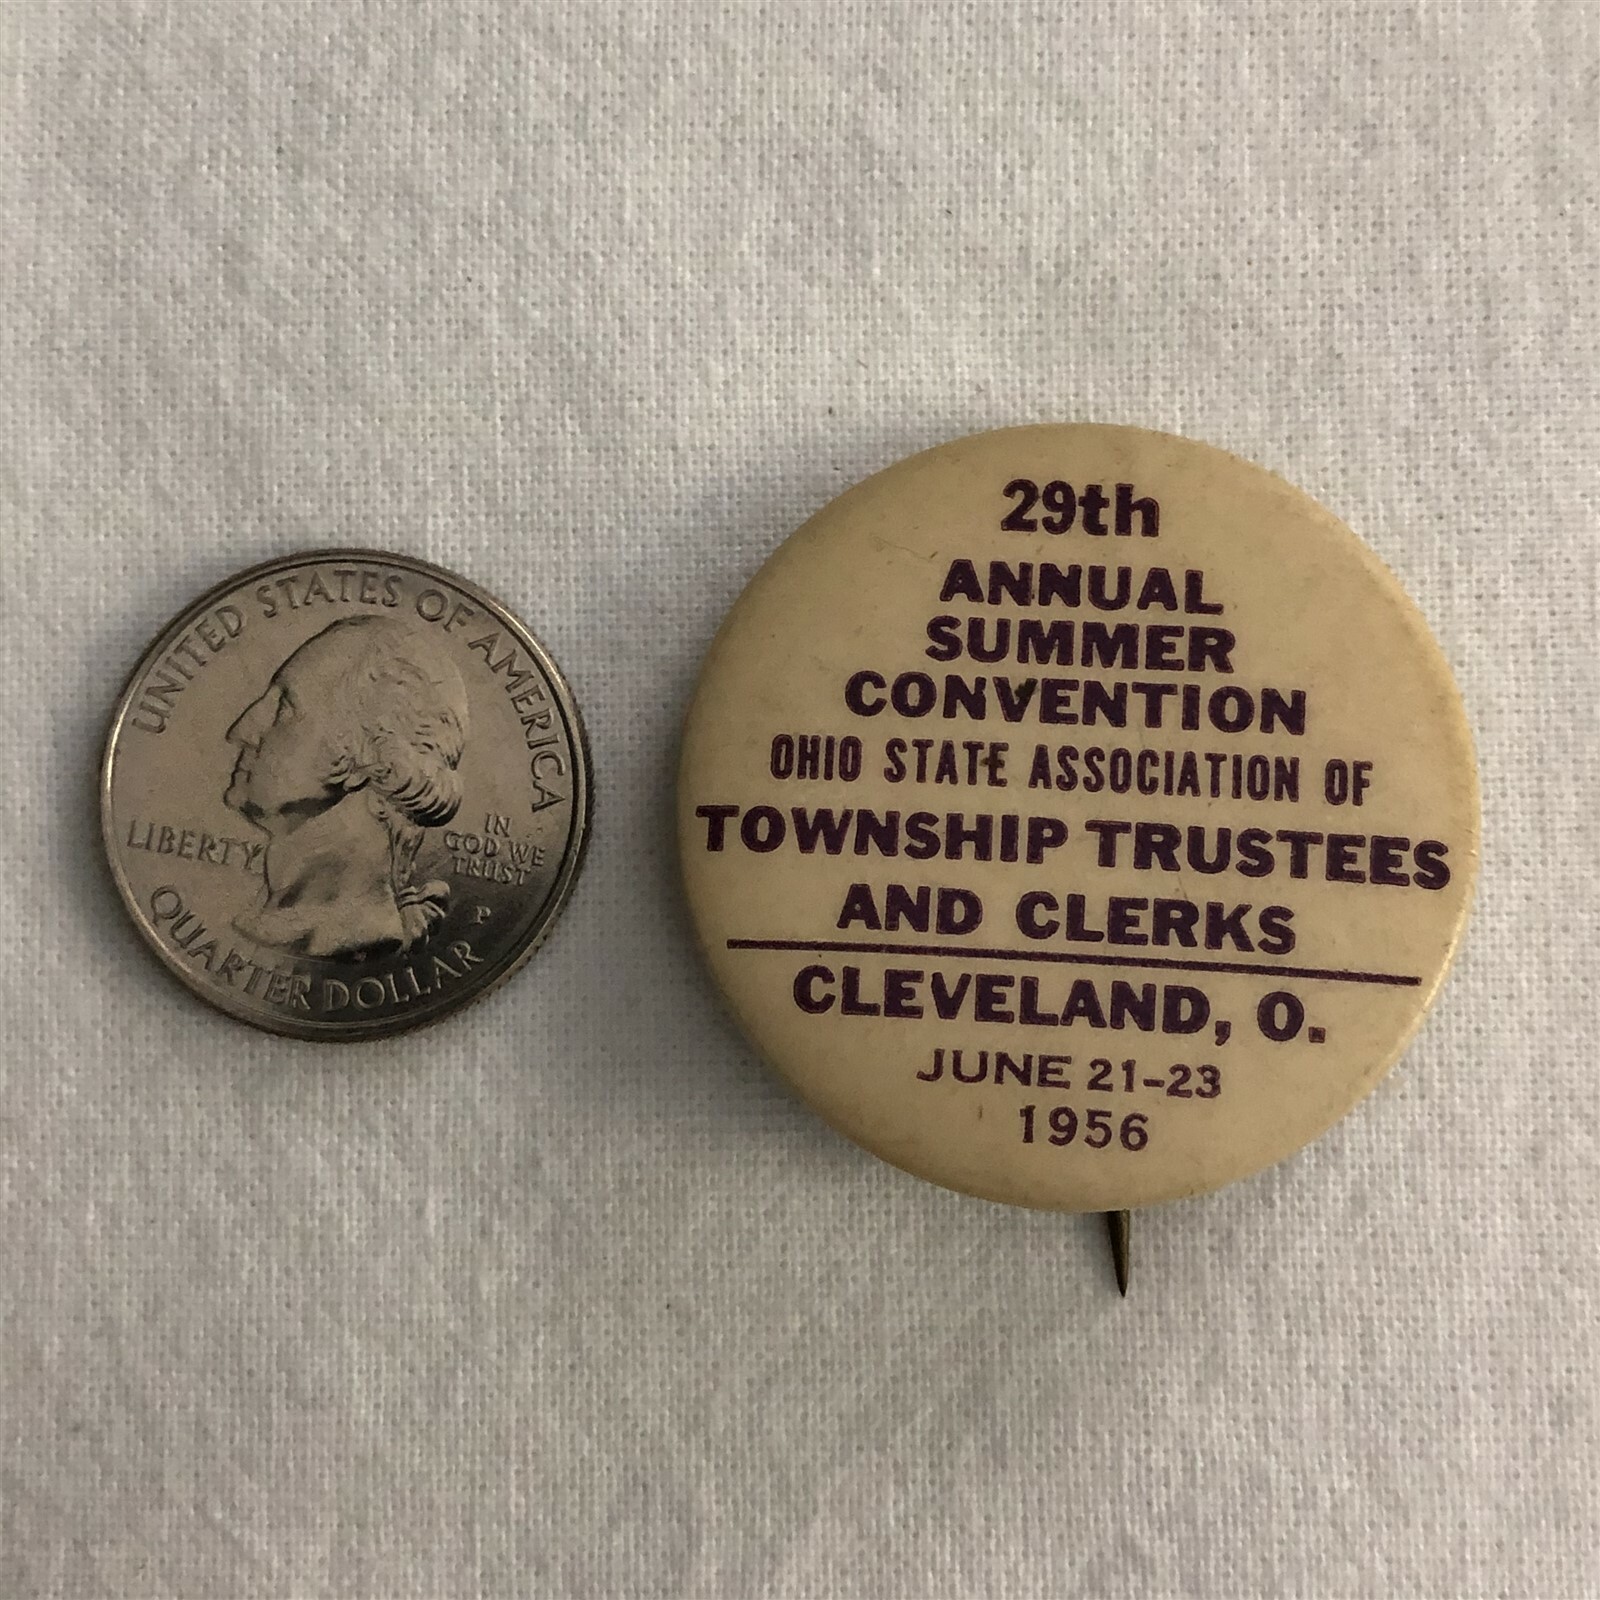 UNITED STATES OF AMERICA
LIBERTY
IN
GOD WE
TRUST
P
QUARTER DOLLAR
29th
ANNUAL
SUMMER
CONVENTION
OHIO STATE ASSOCIATION OF
TOWNSHIP TRUSTEES
AND CLERKS
CLEVELAND, O.
JUNE 21-23
1956